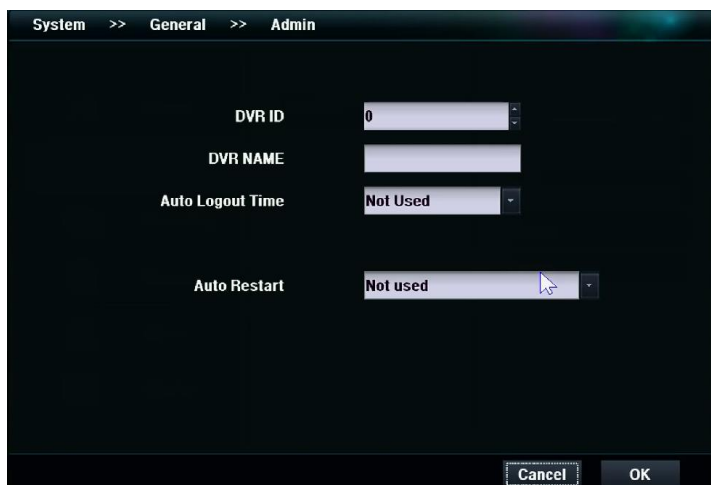 System >> General >> Admin
DVR ID 0
DVR NAME
Auto Logout Time Not Used
Auto Restart Not used
Cancel OK